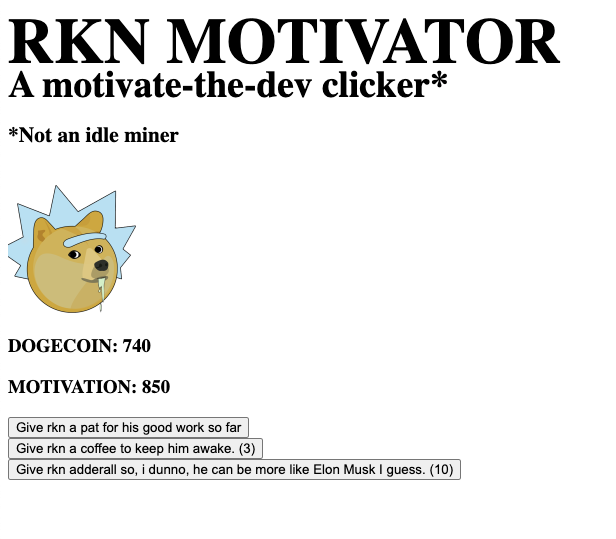 RKN MOTIVATOR
A motivate-the-dev clicker*
*Not an idle miner
DOGECOIN: 740
MOTIVATION: 850
Give rkn a pat for his good work so far
Give rkn a coffee to keep him awake. (3)
Give rkn adderall so, i dunno, he can be more like Elon Musk I guess. (10)